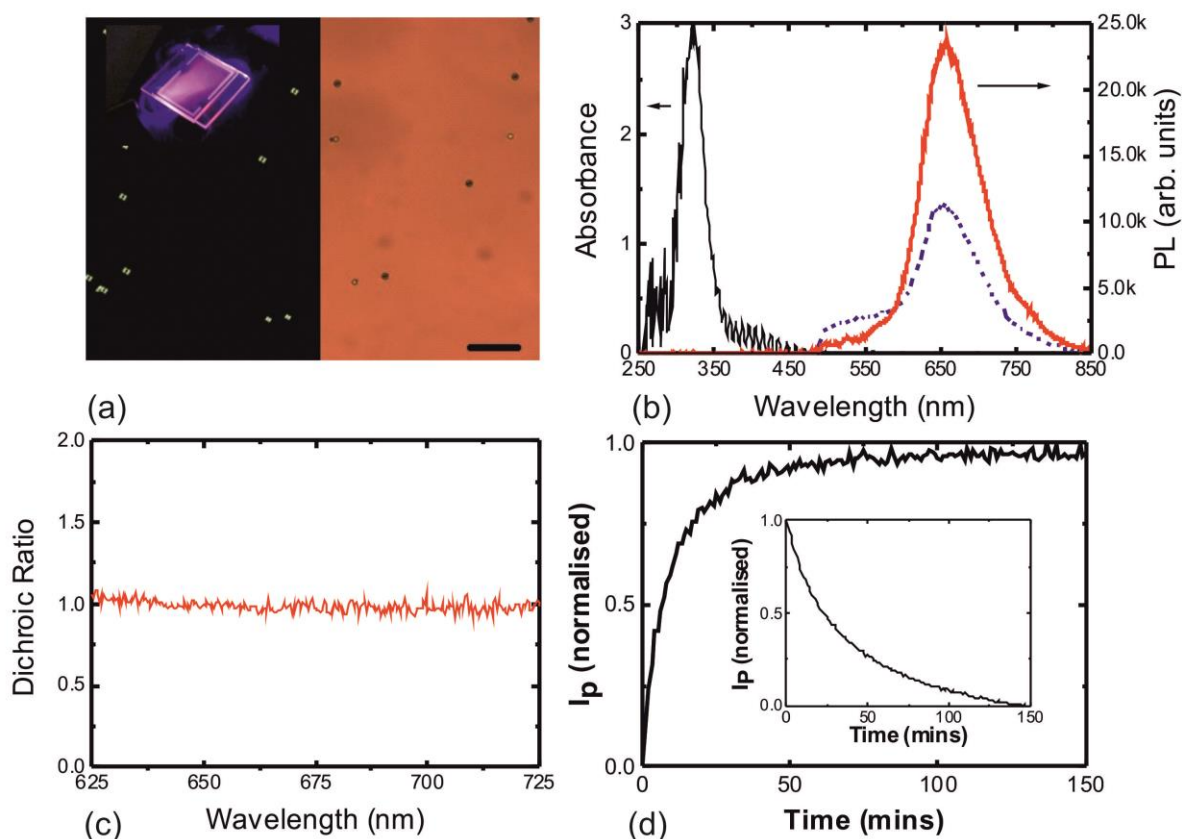 (a)
3
2
1
0
Absorbance
25.0k
20.0k
15.0k
10.0k
5.0k
0.0
PL (arb. units)
250 350 450 550 650 750 850
Wavelength (nm)
(b)
2.0
1.5
1.0
0.5
0.0
Dichroic Ratio
625 650 675 700 725
Wavelength (nm)
(c)
1.0
0.5
0.0
Ip (normalised)
0 50 100 150
Time (mins)
1.0
0.5
0.0
Ip (normalised)
0 50 100 150
Time (mins)
(d)